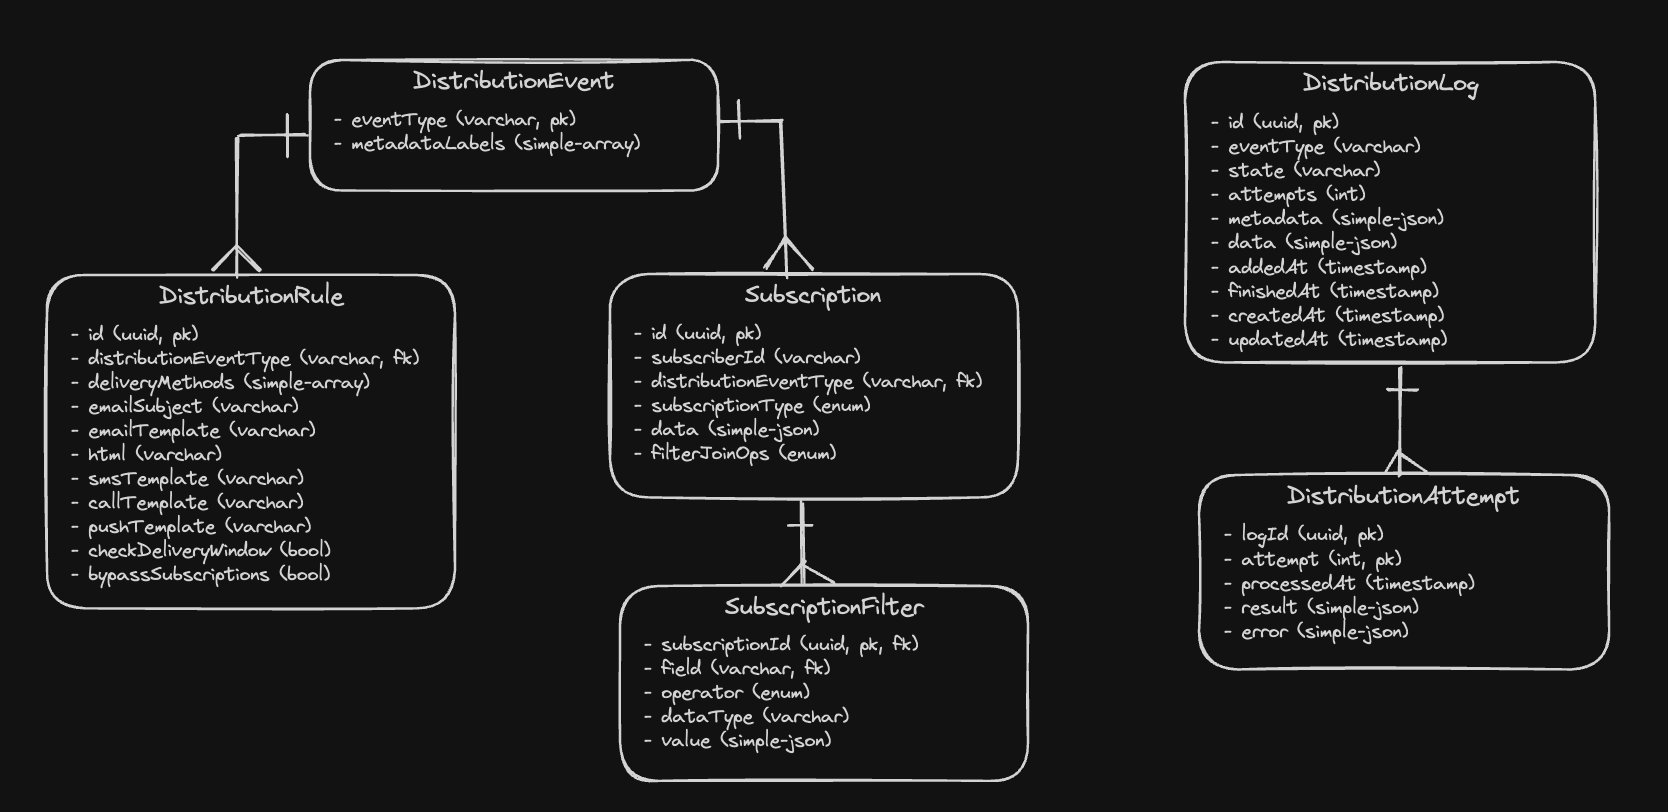 DistributionEvent
- eventType (varchar, pk)
- metadataLabels (simple-array)
DistributionRule
- id (uuid, pk)
- distributionEventType (varchar, fk)
- deliveryMethods (simple-array)
- emailSubject (varchar)
- emailTemplate (varchar)
- html (varchar)
- smsTemplate (varchar)
- callTemplate (varchar)
- pushTemplate (varchar)
- checkDeliveryWindow (bool)
- bypassSubscriptions (bool)
Subscription
- id (uuid, pk)
- subscriberId (varchar)
- distributionEventType (varchar, fk)
- subscriptionType (enum)
- data (simple-json)
- filterJoinOps (enum)
SubscriptionFilter
- subscriptionId (uuid, pk, fk)
- field (varchar, fk)
- operator (enum)
- dataType (varchar)
- value (simple-json)
DistributionLog
- id (uuid, pk)
- eventType (varchar)
- state (varchar)
- attempts (int)
- metadata (simple-json)
- data (simple-json)
- addedAt (timestamp)
- finishedAt (timestamp)
- createdAt (timestamp)
- updatedAt (timestamp)
DistributionAttempt
- logId (uuid, pk)
- attempt (int, pk)
- processedAt (timestamp)
- result (simple-json)
- error (simple-json)